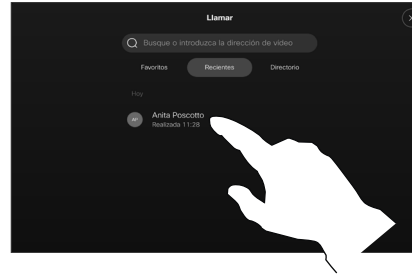 Llamar
Busque o introduzca la dirección de vídeo
Favoritos Recientes Directorio
Hoy
AP Anita Poscotto
Realizada 11:28